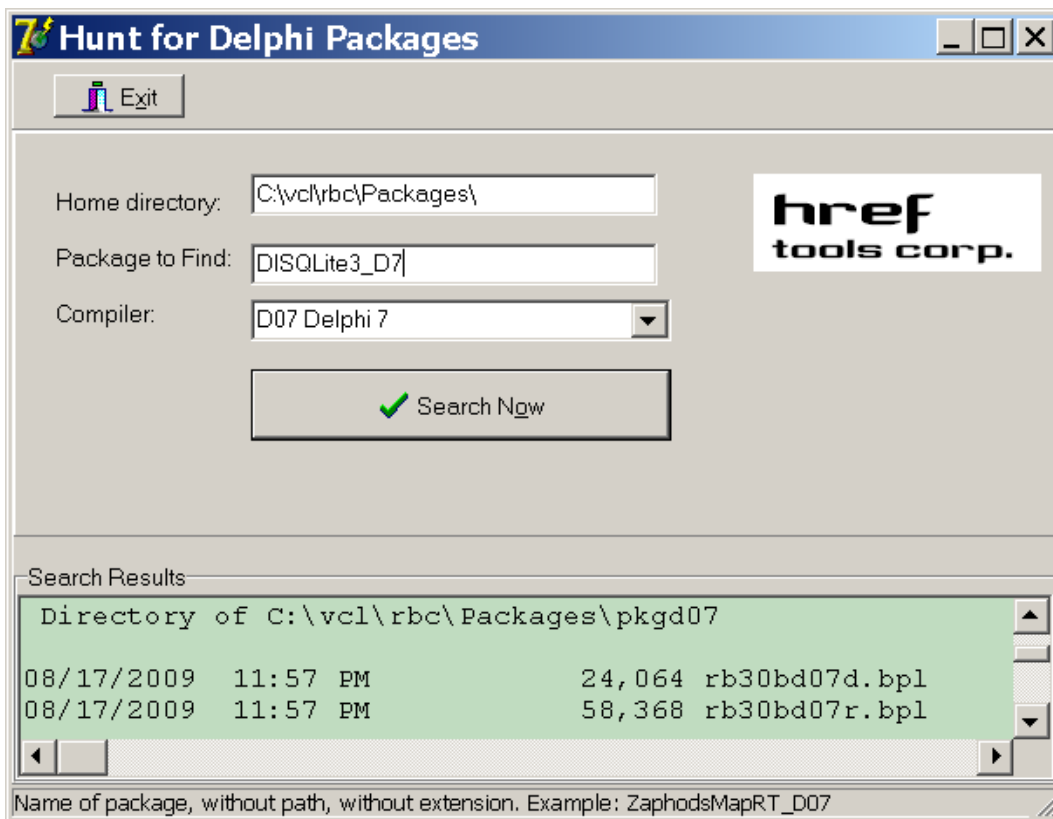 Hunt for Delphi Packages
Exit
Home directory: C:\vcl\rbc\Packages\
href
tools corp.
Package to Find: DISQLite3_D7
Compiler: D07 Delphi 7
Search Now
Search Results
Directory of C:\vcl\rbc\Packages\pkgd07
08/17/2009 11:57 PM 24,064 rb30bd07d.bpl
08/17/2009 11:57 PM 58,368 rb30bd07r.bpl
Name of package, without path, without extension. Example: ZaphodsMapRT_D07